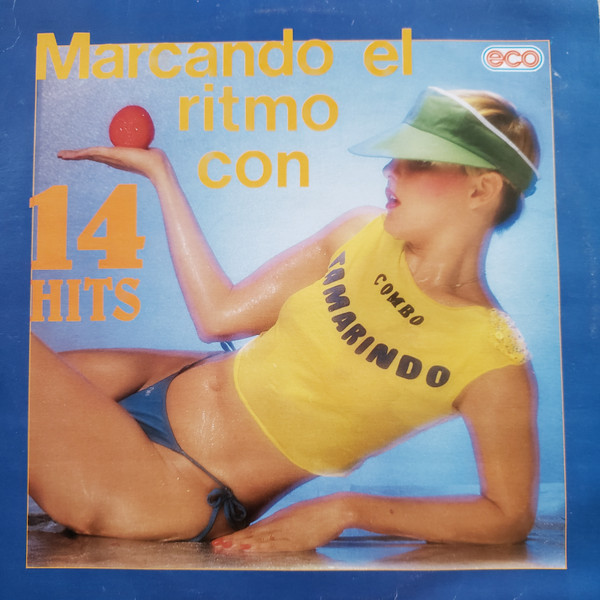 Marcando el
ritmo
con
eco
14
HITS
COMBO
TAMARINDO